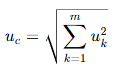 u_c = \sqrt{\sum_{k=1}^{m} u_k^2}